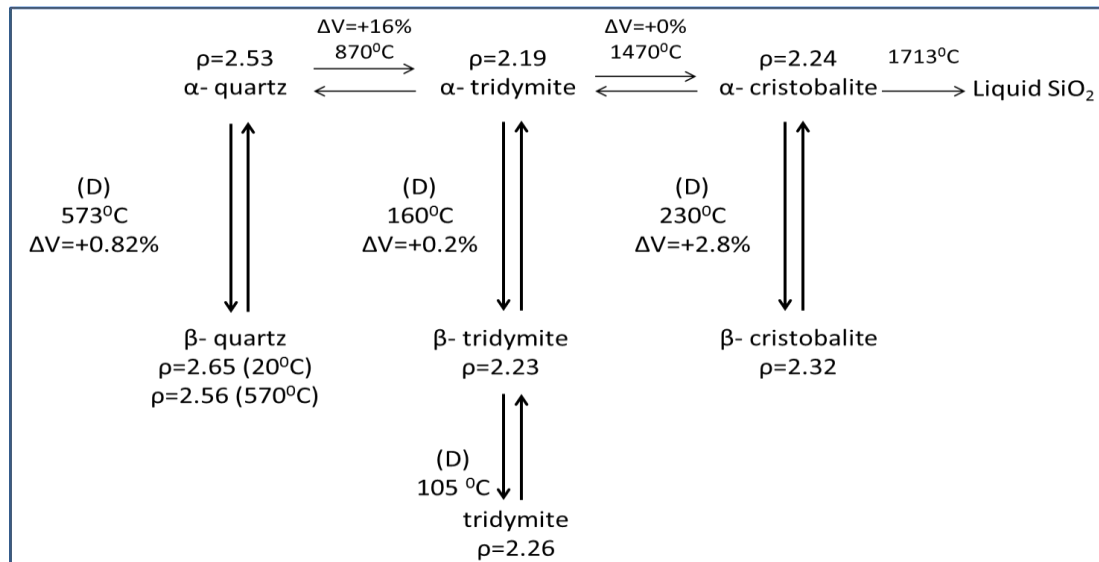 ΔV=+16%
870⁰C
ΔV=+0%
1470⁰C
ρ=2.53
α- quartz
ρ=2.19
α- tridymite
ρ=2.24
α- cristobalite
1713⁰C
Liquid SiO₂
(D)
573⁰C
ΔV=+0.82%
(D)
160⁰C
ΔV=+0.2%
(D)
230⁰C
ΔV=+2.8%
β- quartz
ρ=2.65 (20⁰C)
ρ=2.56 (570⁰C)
β- tridymite
ρ=2.23
β- cristobalite
ρ=2.32
(D)
105 ⁰C
tridymite
ρ=2.26